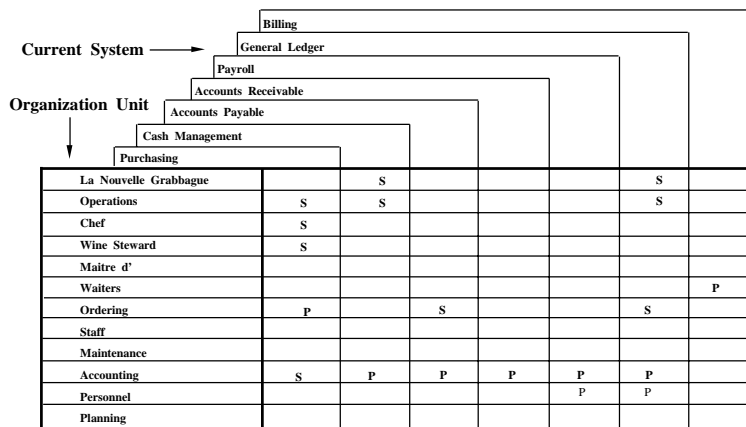 Billing
Current System
General Ledger
Payroll
Accounts Receivable
Organization Unit
Accounts Payable
Cash Management
Purchasing
La Nouvelle Grabbague S S
Operations S S S
Chef S
Wine Steward S
Maitre d'
Waiters P
Ordering P S S
Staff
Maintenance
Accounting S P P P P P
Personnel P P
Planning